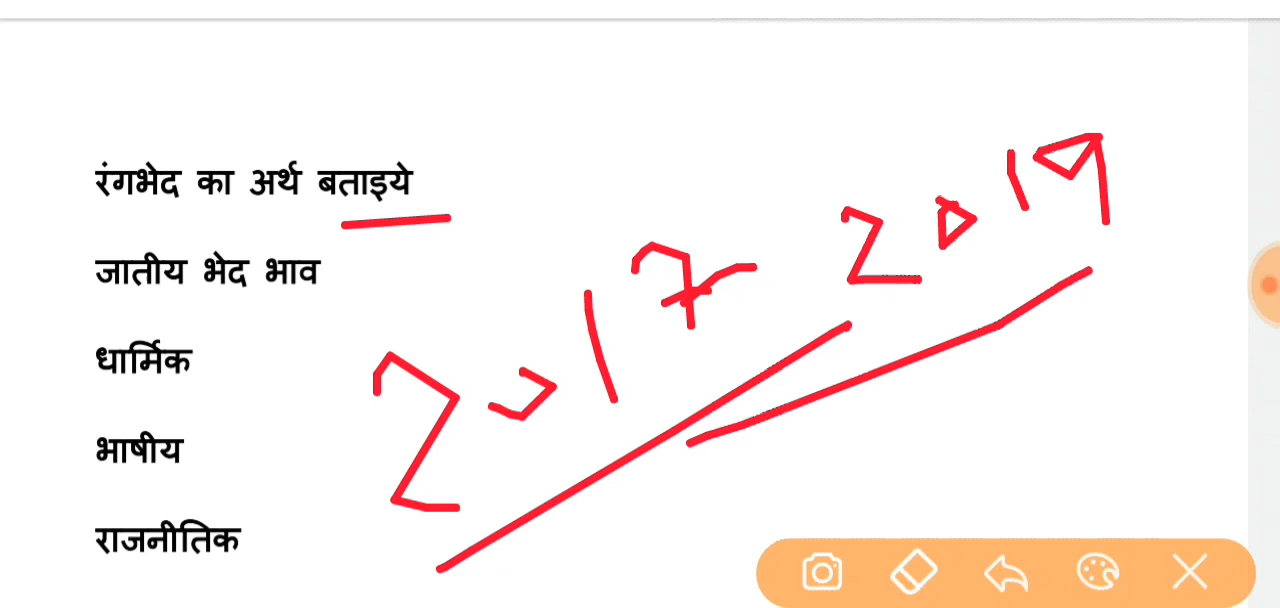 रंगभेद का अर्थ बताइये
जातीय भेद भाव
धार्मिक
भाषीय
राजनीतिक
2017- 2019